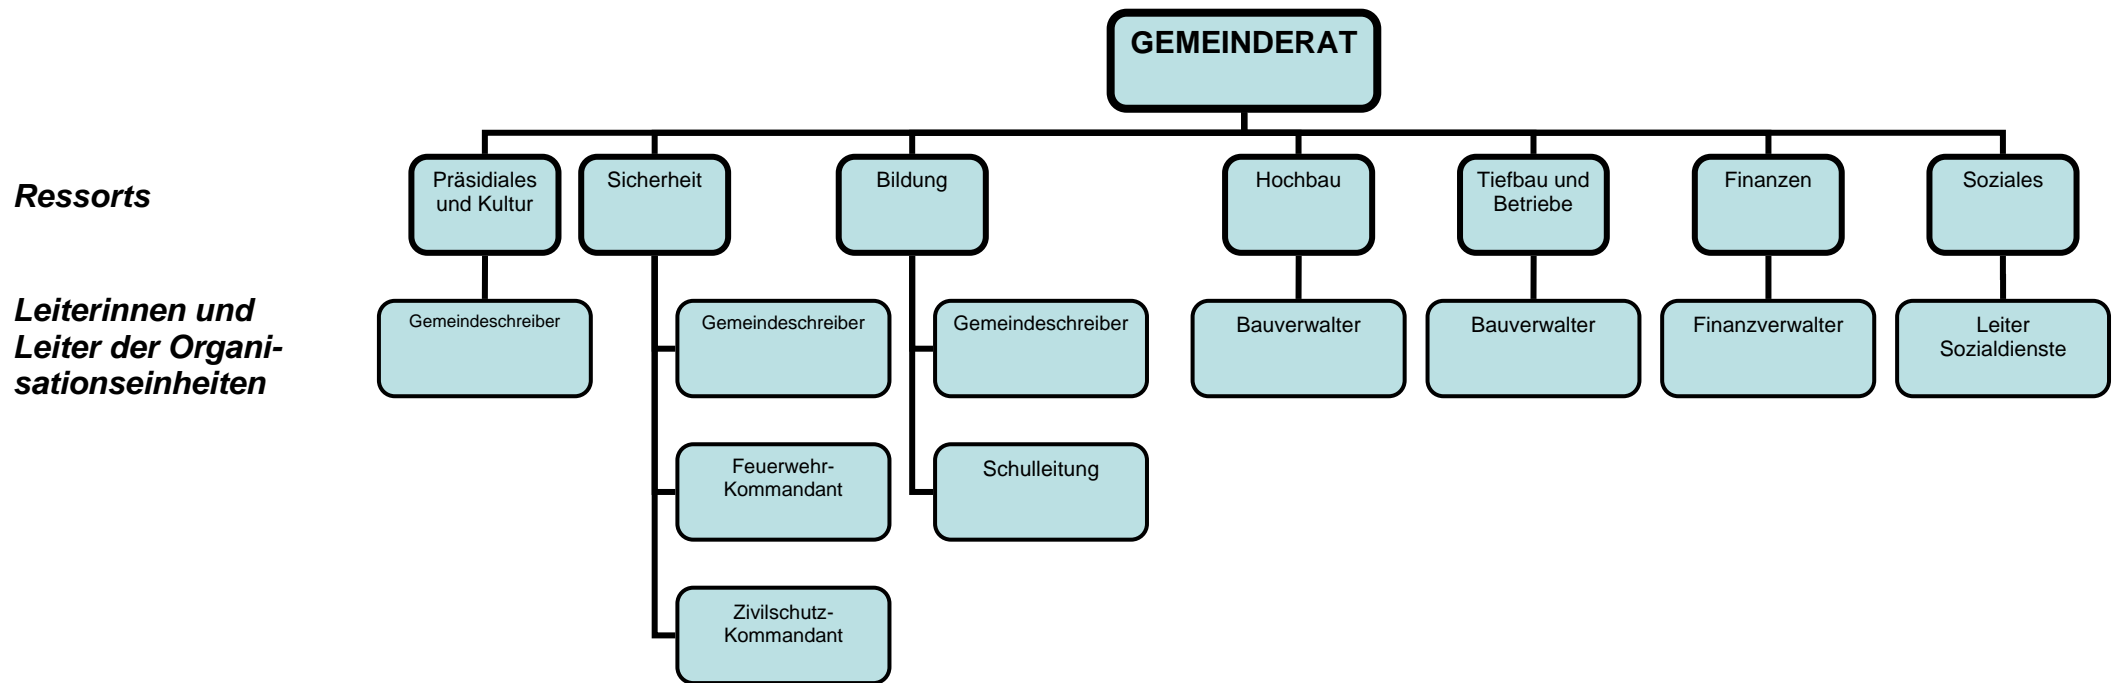 GEMEINDERAT
Ressorts
Präsidiales
und Kultur
Sicherheit
Bildung
Hochbau
Tiefbau und
Betriebe
Finanzen
Soziales
Leiterinnen und
Leiter der Organi-
sationseinheiten
Gemeindeschreiber
Gemeindeschreiber
Gemeindeschreiber
Bauverwalter
Bauverwalter
Finanzverwalter
Leiter
Sozialdienste
Feuerwehr-
Kommandant
Schulleitung
Zivilschutz-
Kommandant